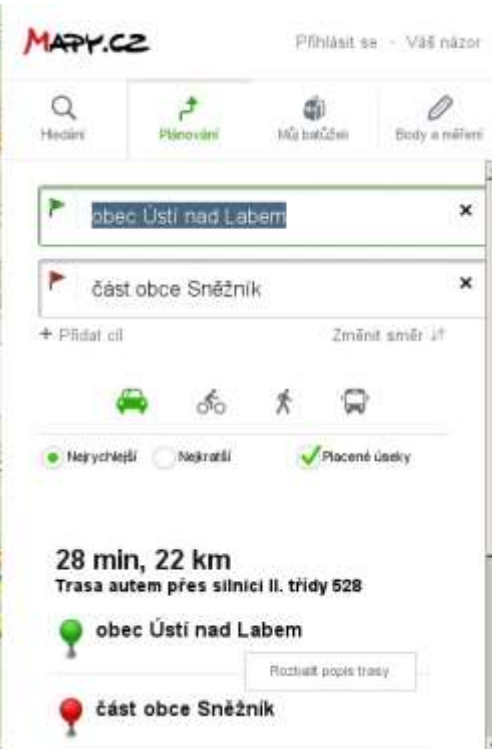 MAPY.CZ
Přihlásit se - Váš názor
Hledání Plánování Můj batůžek Body a měření
obec Ústí nad Labem
část obce Sněžník
+ Přidat cíl Změnit směr
Nejrychlejší Nejkratší Placené úseky
28 min, 22 km
Trasa autem přes silnici II. třídy 528
obec Ústí nad Labem
Rozbalit popis trasy
část obce Sněžník